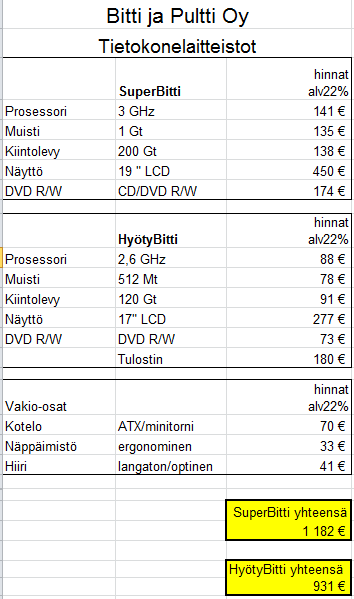 Bitti ja Pultti Oy
Tietokonelaitteistot
hinnat
SuperBitti alv22%
Prosessori 3 GHz 141 €
Muisti 1 Gt 135 €
Kiintolevy 200 Gt 138 €
Näyttö 19 " LCD 450 €
DVD R/W CD/DVD R/W 174 €
hinnat
HyötyBitti alv22%
Prosessori 2,6 GHz 88 €
Muisti 512 Mt 78 €
Kiintolevy 120 Gt 91 €
Näyttö 17" LCD 277 €
DVD R/W DVD R/W 73 €
Tulostin 180 €
hinnat
Vakio-osat alv22%
Kotelo ATX/minitorni 70 €
Näppäimistö ergonominen 33 €
Hiiri langaton/optinen 41 €
SuperBitti yhteensä
1 182 €
HyötyBitti yhteensä
931 €